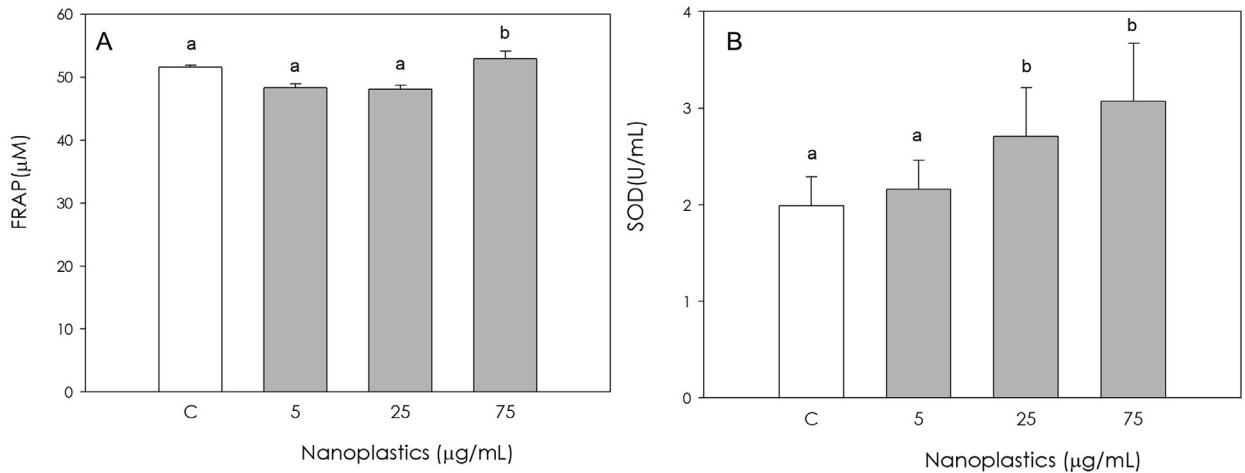 A
FRAP(μM)
60
50
40
30
20
10
0
a
a
a
b
C
5
25
75
Nanoplastics (μg/mL)
B
SOD(U/mL)
4
3
2
1
0
a
a
b
b
C
5
25
75
Nanoplastics (μg/mL)